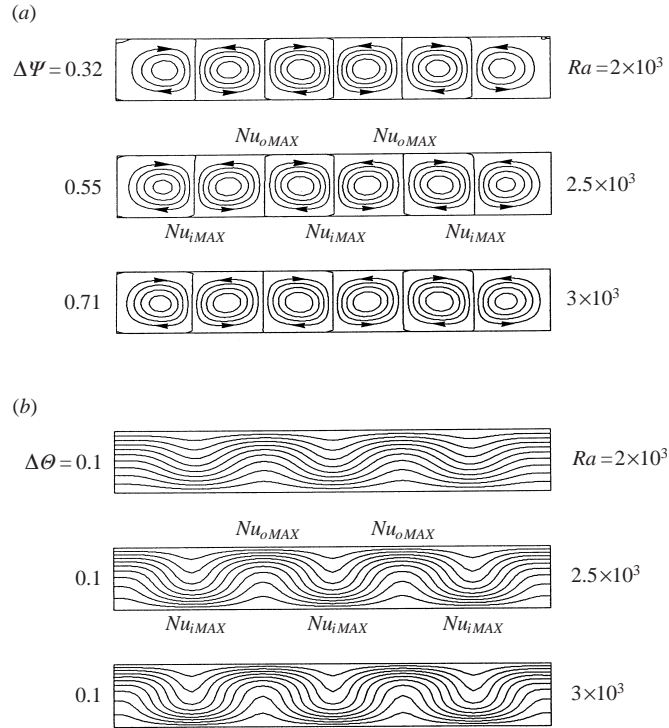 (a)
ΔΨ = 0.32 Ra = 2×10³
Nu_oMAX Nu_oMAX
0.55 2.5×10³
Nu_iMAX Nu_iMAX Nu_iMAX
0.71 3×10³
(b)
ΔΘ = 0.1 Ra = 2×10³
Nu_oMAX Nu_oMAX
0.1 2.5×10³
Nu_iMAX Nu_iMAX Nu_iMAX
0.1 3×10³